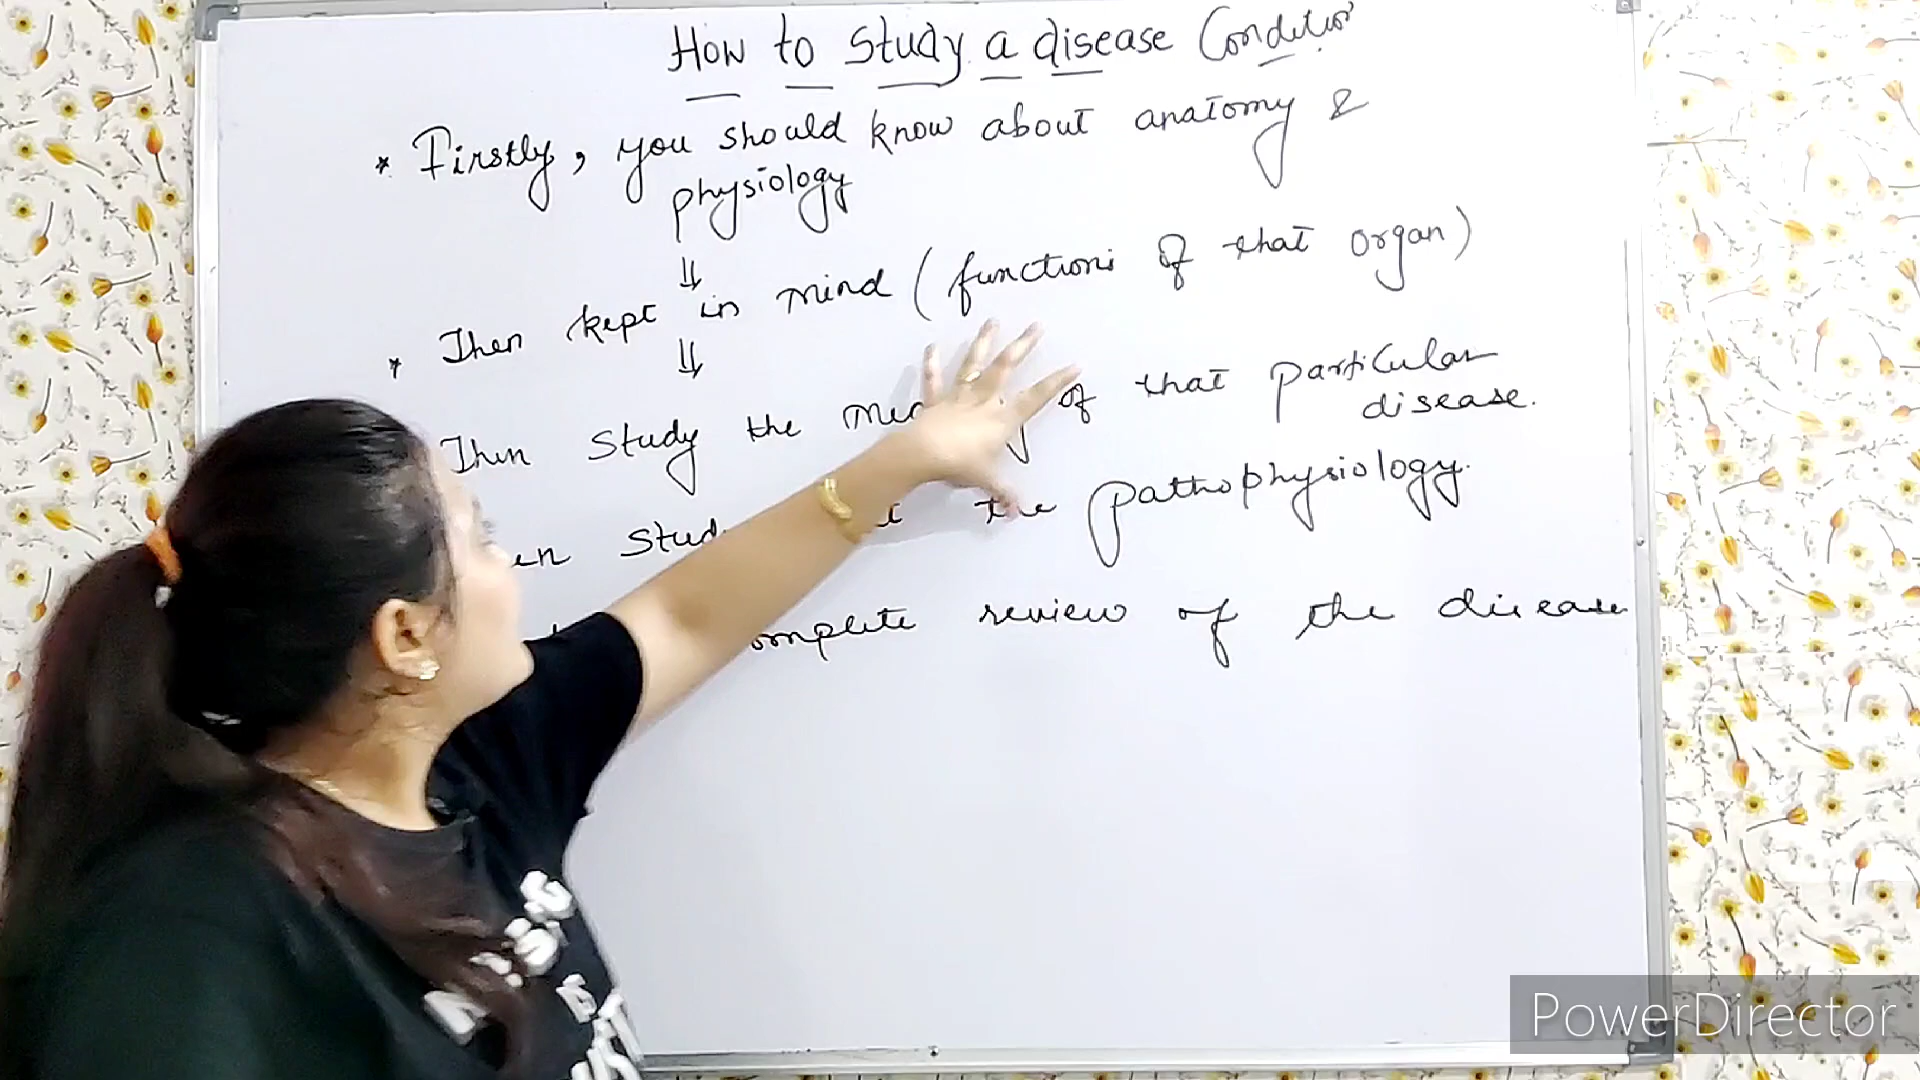 How to study a disease Condition
* Firstly, you should know about anatomy &
physiology
⇓
* Then kept in mind (functions of that organ)
⇓
Then study the of that particular
disease.
stud the pathophysiology.
review of the disease
PowerDirector